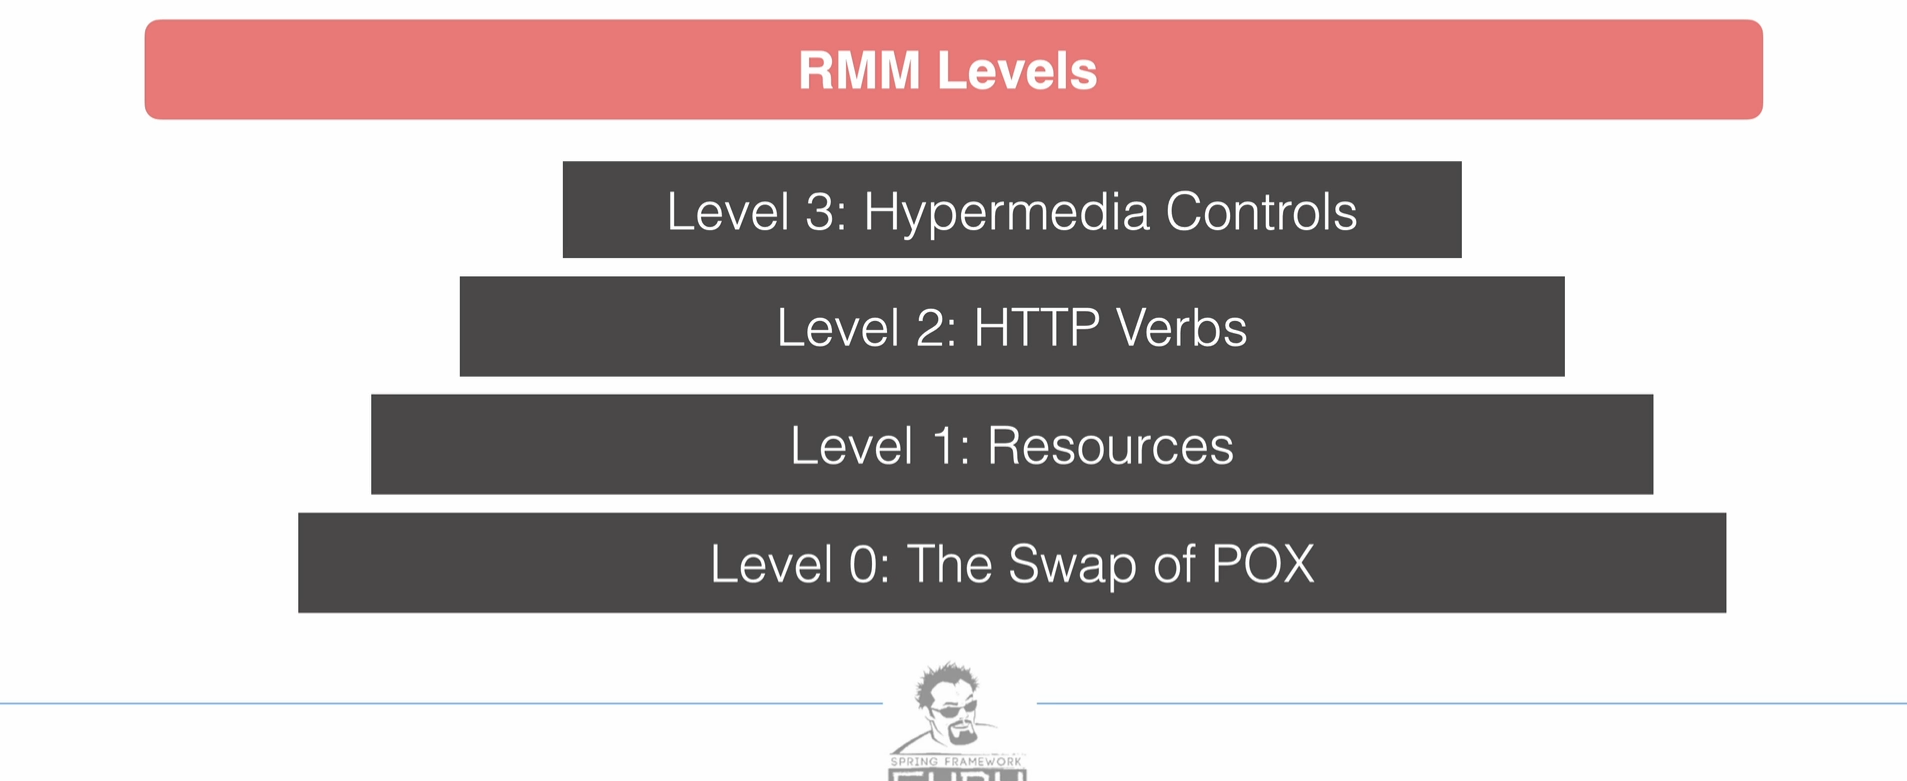 RMM Levels
Level 3: Hypermedia Controls
Level 2: HTTP Verbs
Level 1: Resources
Level 0: The Swap of POX
SPRING FRAMEWORK